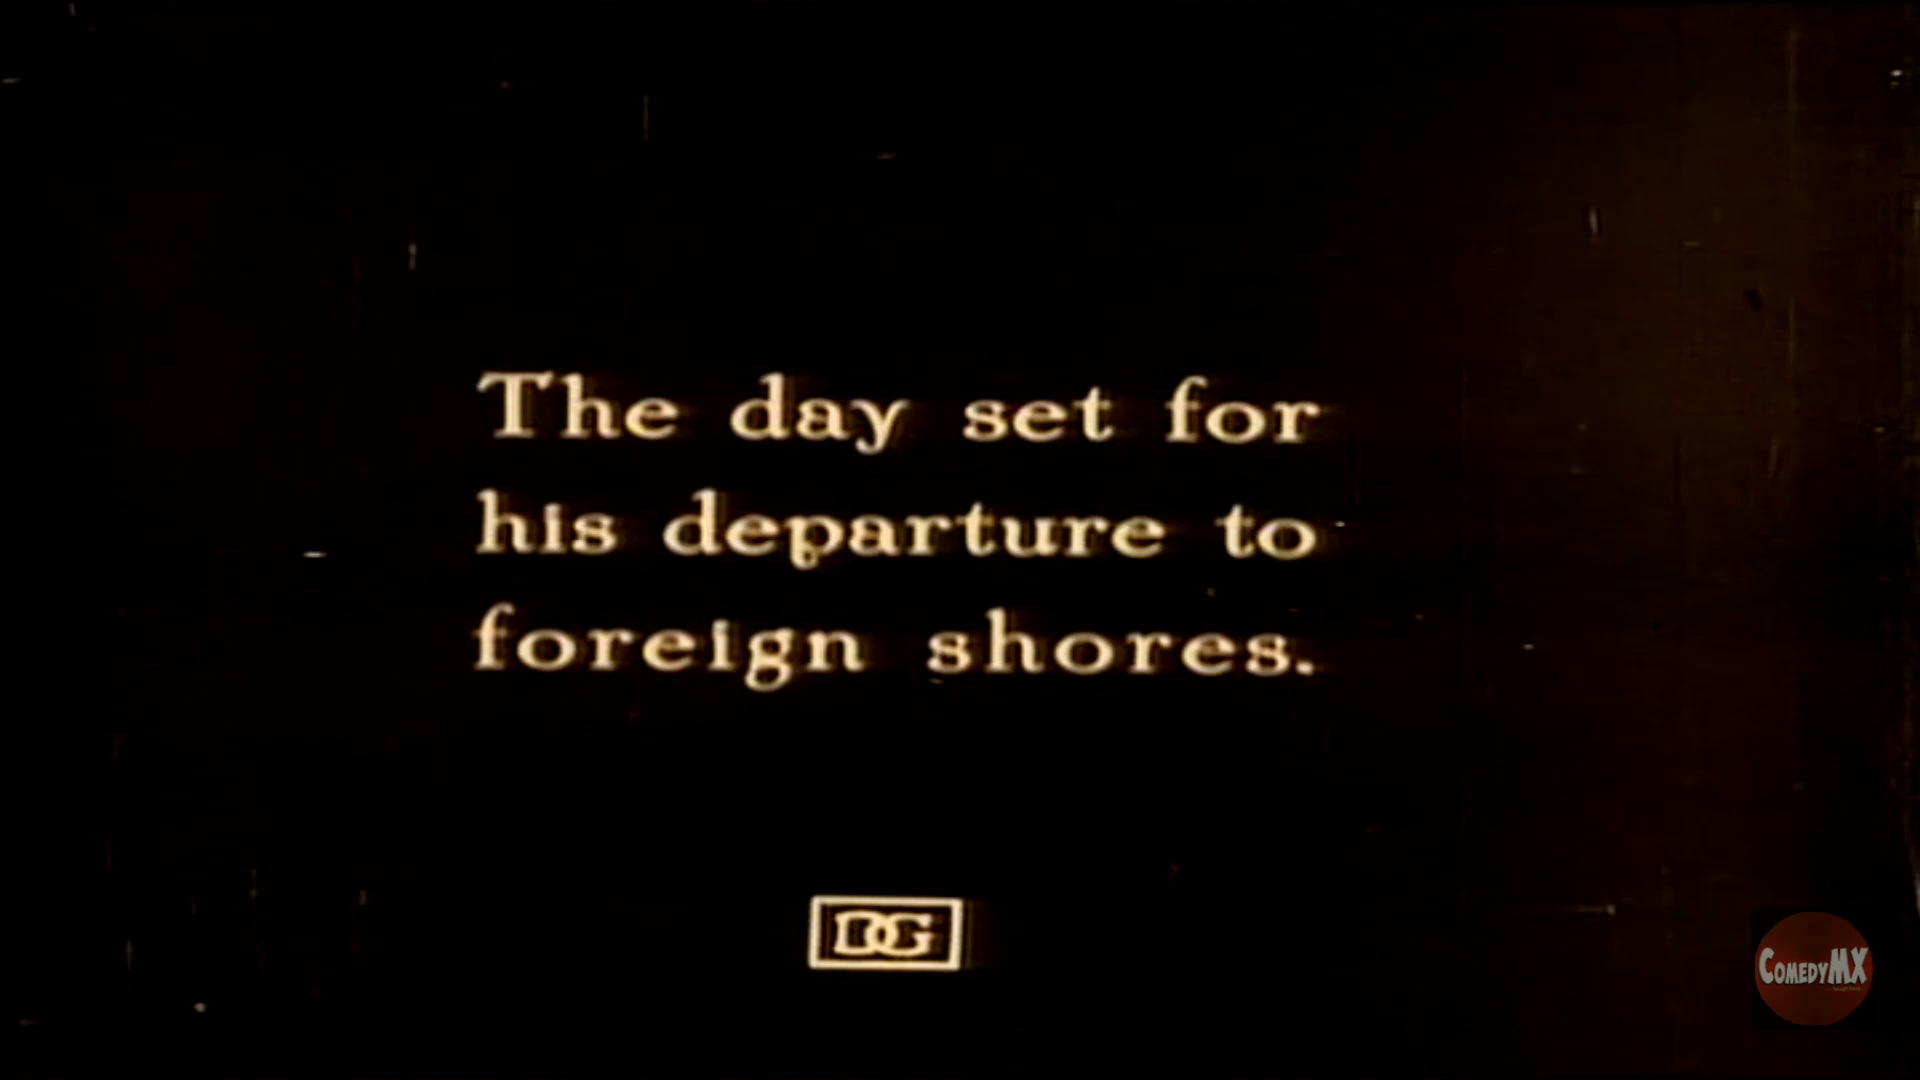 The day set for
his departure to
foreign shores.
DG
COMEDYMX